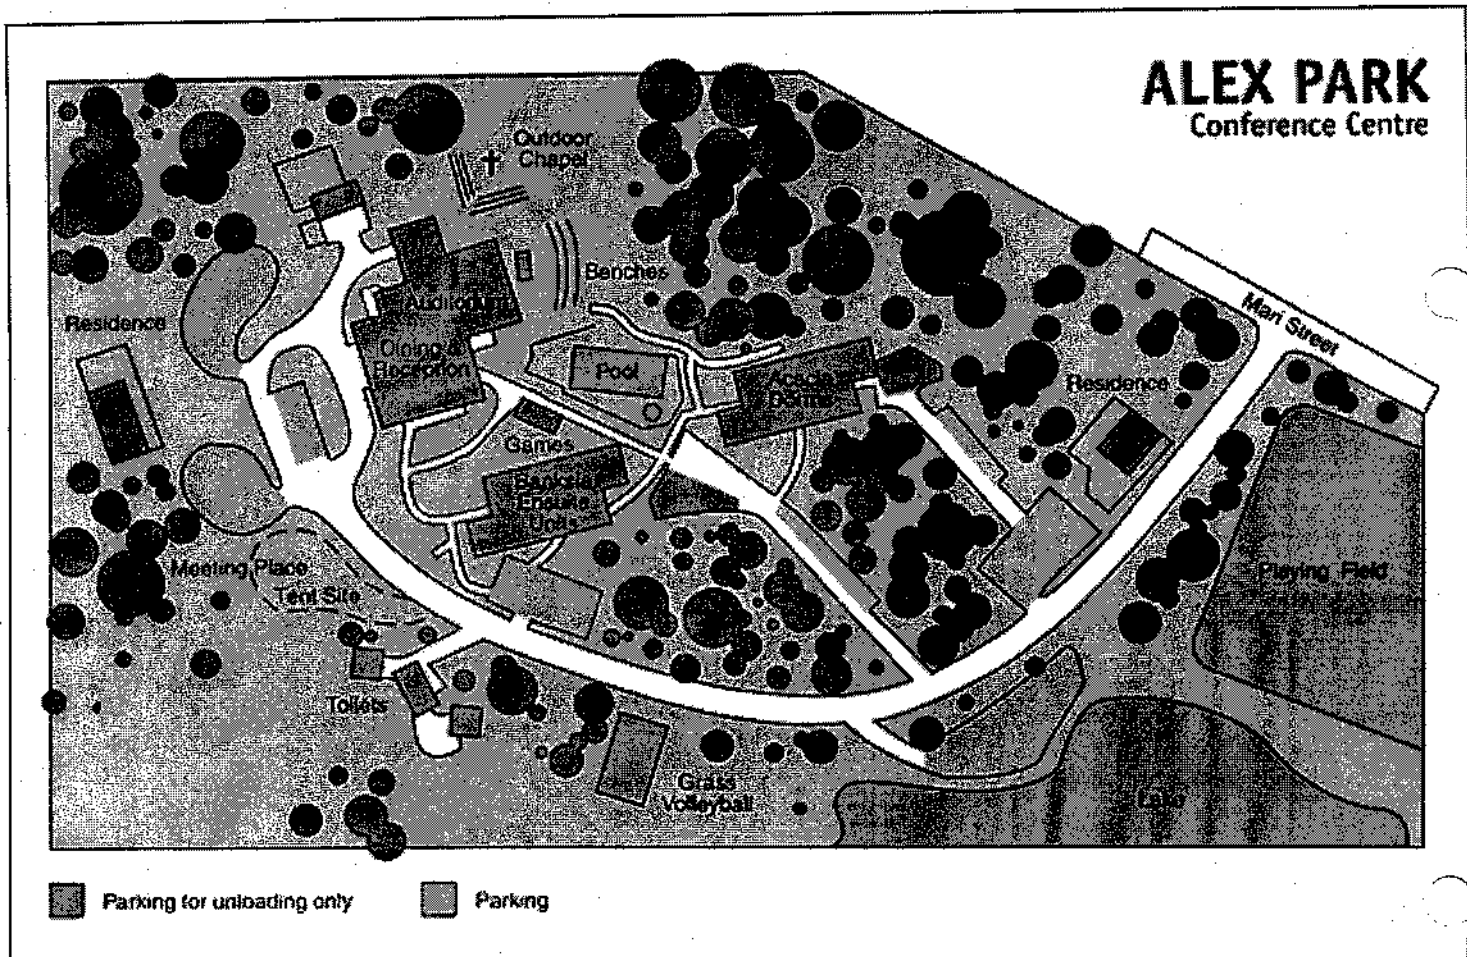 ALEX PARK
Conference Centre
Outdoor
Chapel
Benches
Auditorium
Mari Street
Residence
Dining &
Reception
Pool
Acacia
Dorms
Residence
Games
Banksia
Ensuite
Units
Meeting Place
Tent Site
Playing Field
Toilets
Grass
Volleyball
Lake
Parking for unloading only
Parking